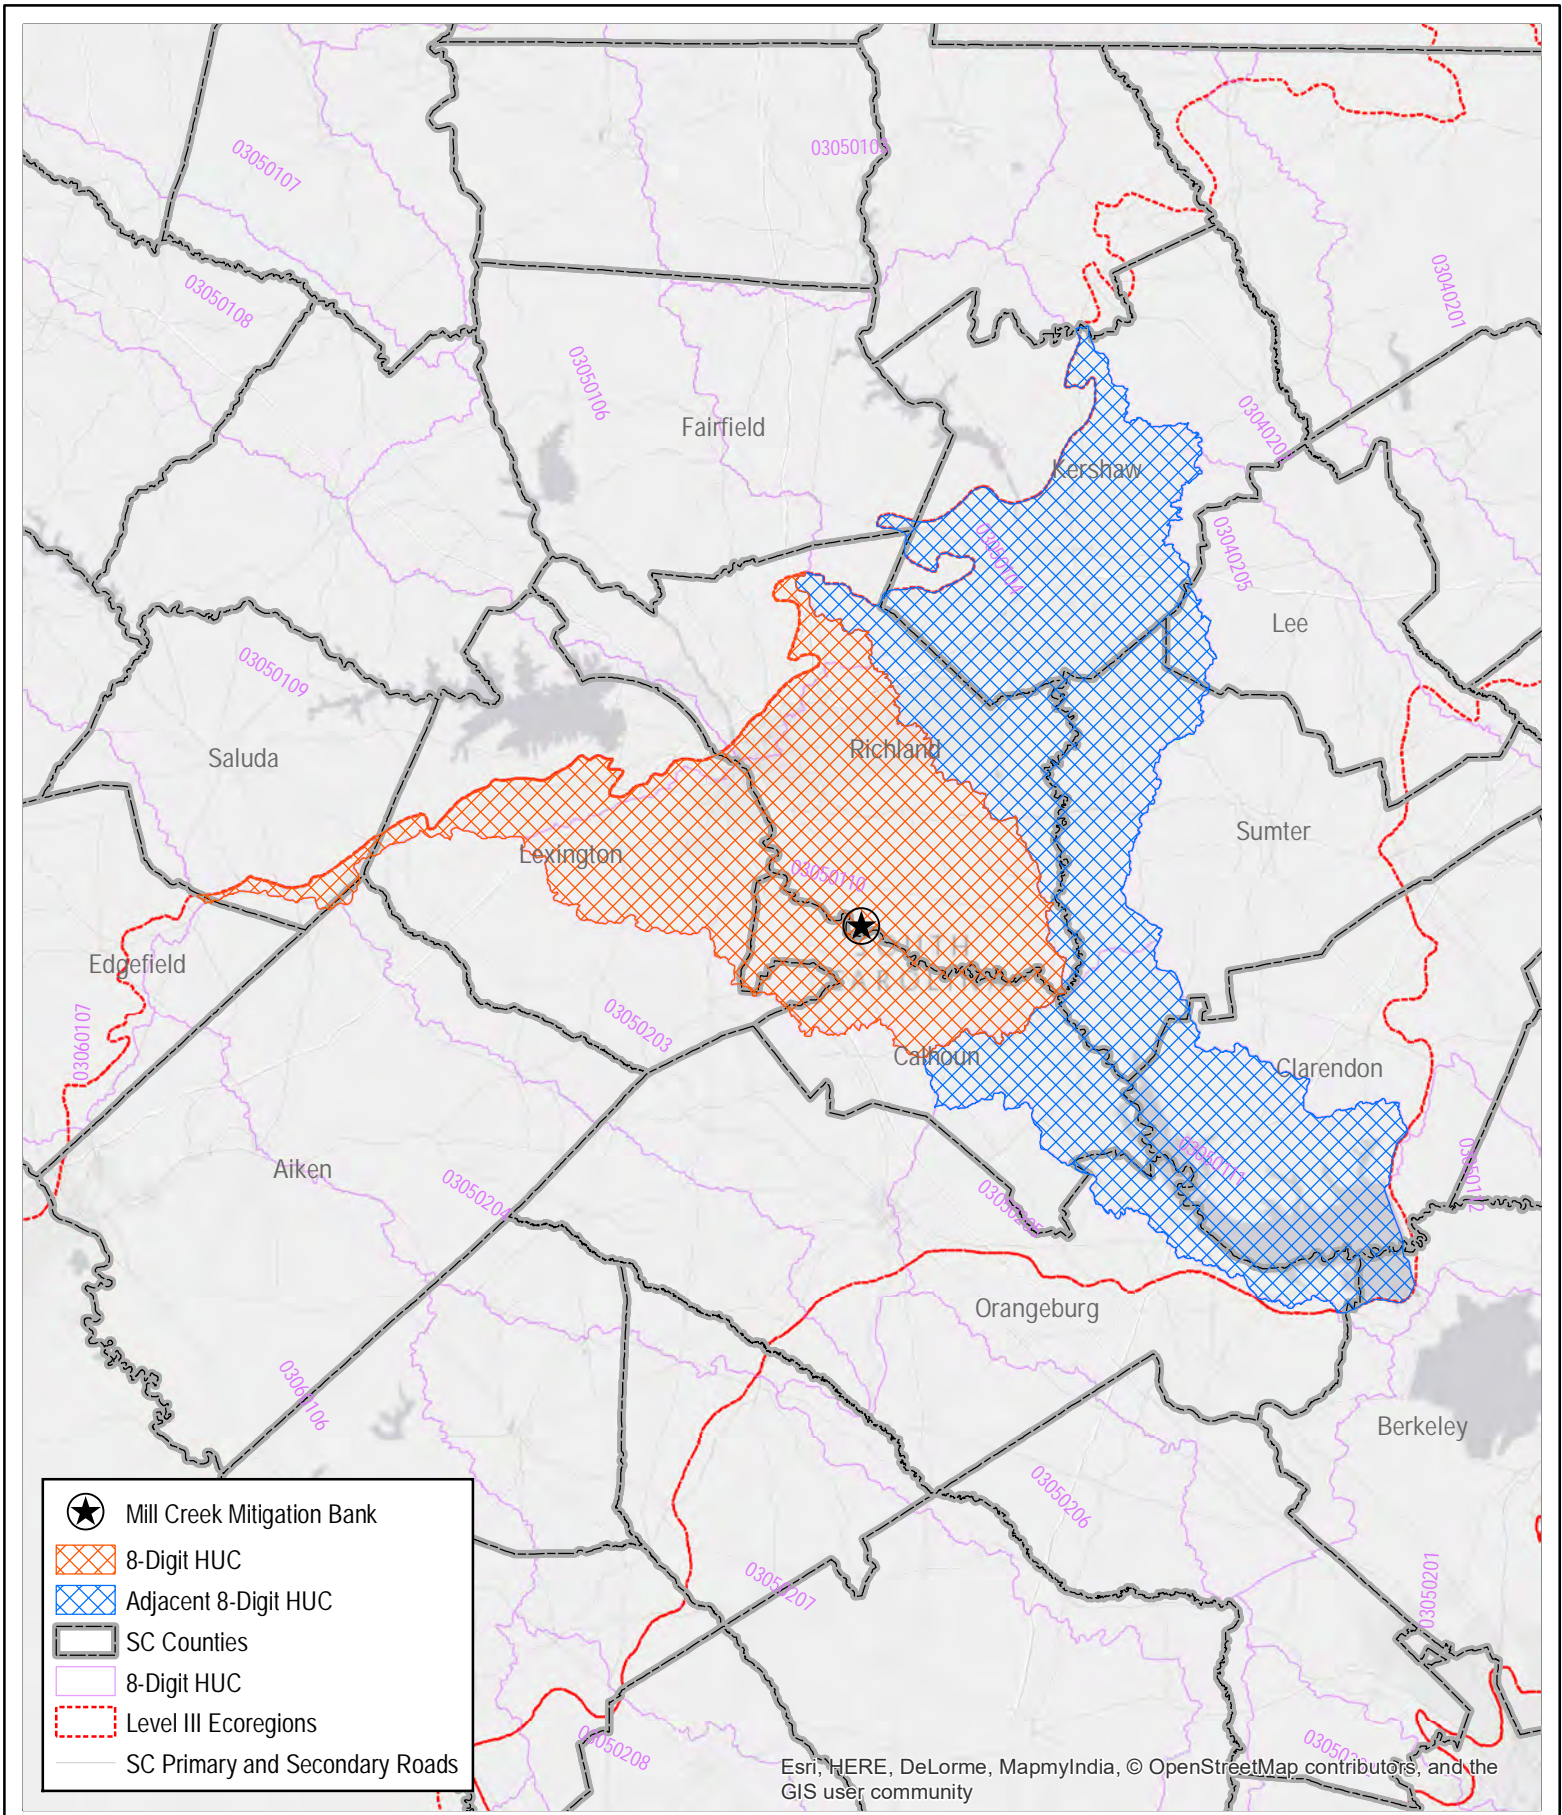 03050107
03050108
03040201
03050106
Fairfield
Kershaw
03050104
03040205
Lee
03050109
Saluda
Richland
Sumter
Lexington
03050110
Edgefield
03060107
03050203
Calhoun
Clarendon
Aiken
03050204
03050111
Orangeburg
03060106
Berkeley
03050206
03050207
03050201
03050208
Mill Creek Mitigation Bank
8-Digit HUC
Adjacent 8-Digit HUC
SC Counties
8-Digit HUC
Level III Ecoregions
SC Primary and Secondary Roads
Esri, HERE, DeLorme, MapmyIndia, © OpenStreetMap contributors, and the
GIS user community